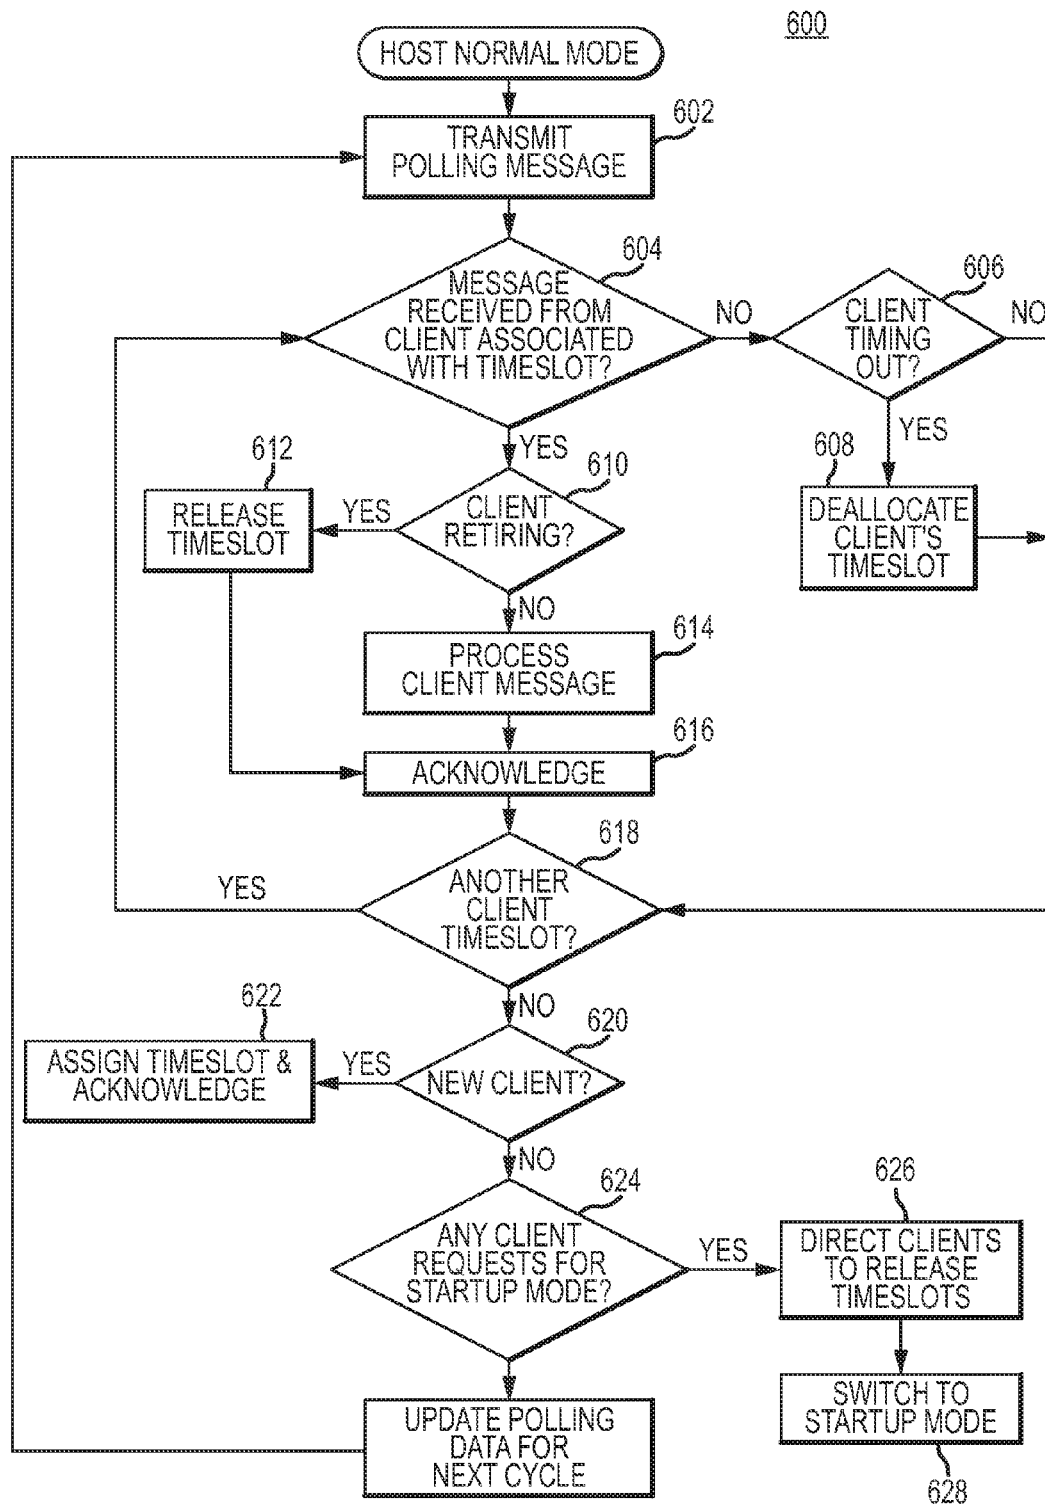 600
HOST NORMAL MODE
602
TRANSMIT
POLLING MESSAGE
604
MESSAGE
RECEIVED FROM
CLIENT ASSOCIATED
WITH TIMESLOT?
NO
606
CLIENT
TIMING
OUT?
NO
YES
YES
608
DEALLOCATE
CLIENT'S
TIMESLOT
610
CLIENT
RETIRING?
YES
612
RELEASE
TIMESLOT
NO
614
PROCESS
CLIENT MESSAGE
616
ACKNOWLEDGE
618
ANOTHER
CLIENT
TIMESLOT?
YES
NO
620
NEW CLIENT?
YES
622
ASSIGN TIMESLOT &
ACKNOWLEDGE
NO
624
ANY CLIENT
REQUESTS FOR
STARTUP MODE?
YES
626
DIRECT CLIENTS
TO RELEASE
TIMESLOTS
SWITCH TO
STARTUP MODE
628
UPDATE POLLING
DATA FOR
NEXT CYCLE